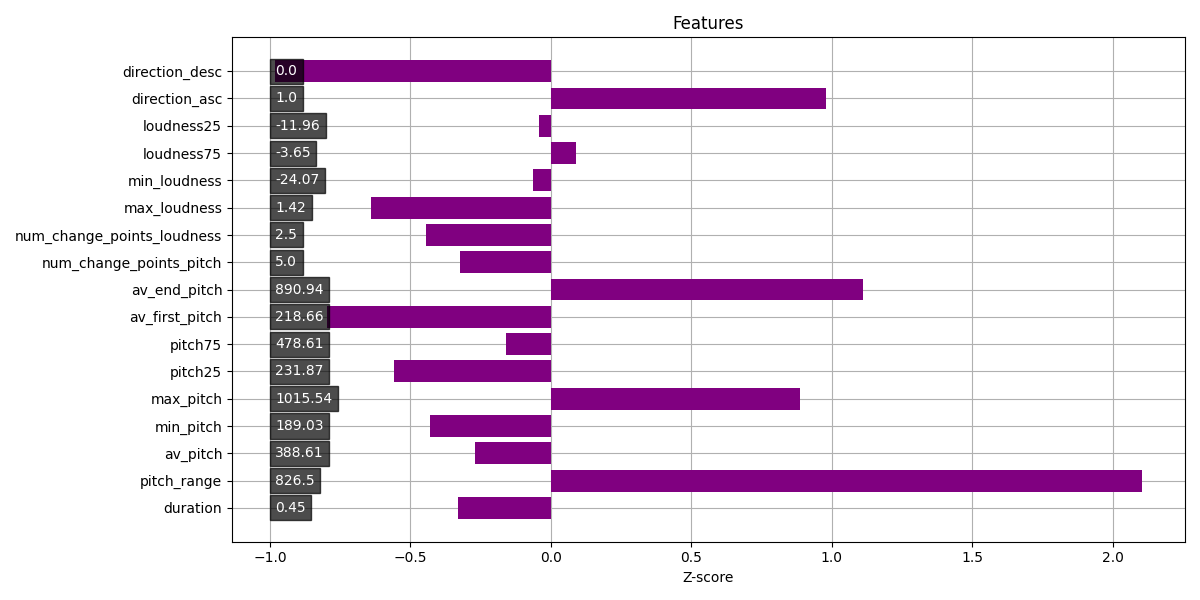 Features
direction_desc 0.0
direction_asc 1.0
loudness25 -11.96
loudness75 -3.65
min_loudness -24.07
max_loudness 1.42
num_change_points_loudness 2.5
num_change_points_pitch 5.0
av_end_pitch 890.94
av_first_pitch 218.66
pitch75 478.61
pitch25 231.87
max_pitch 1015.54
min_pitch 189.03
av_pitch 388.61
pitch_range 826.5
duration 0.45
−1.0 −0.5 0.0 0.5 1.0 1.5 2.0
Z-score